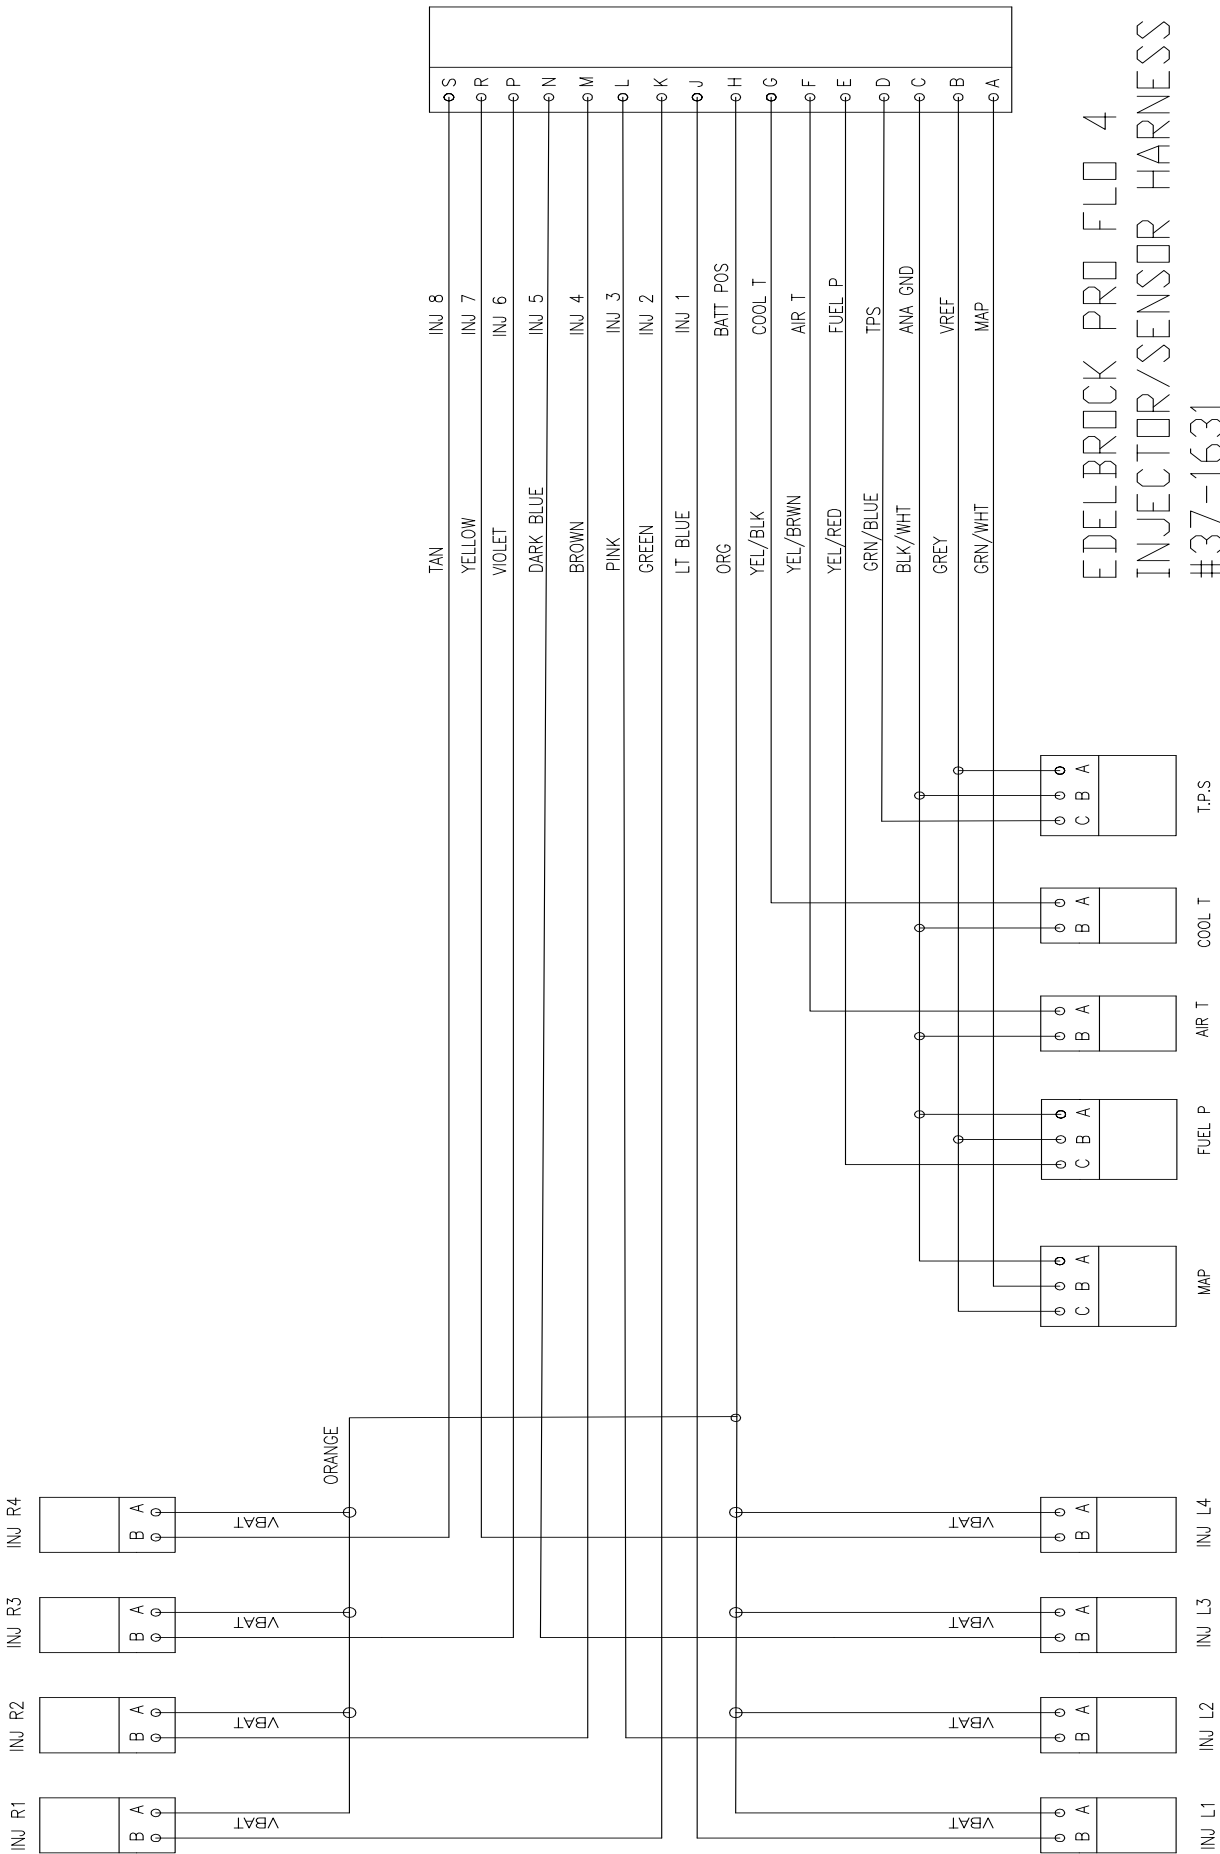 EDELBROCK PRO FLO 4
INJECTOR/SENSOR HARNESS
#37-1631
S
R
P
N
M
L
K
J
H
G
F
E
D
C
B
A
TAN INJ 8
YELLOW INJ 7
VIOLET INJ 6
DARK BLUE INJ 5
BROWN INJ 4
PINK INJ 3
GREEN INJ 2
LT BLUE INJ 1
ORG BATT POS
YEL/BLK COOL T
YEL/BRWN AIR T
YEL/RED FUEL P
GRN/BLUE TPS
BLK/WHT ANA GND
GREY VREF
GRN/WHT MAP
ORANGE
INJ R1
B A
VBAT
INJ R2
B A
VBAT
INJ R3
B A
VBAT
INJ R4
B A
VBAT
VBAT
B A
INJ L1
VBAT
B A
INJ L2
VBAT
B A
INJ L3
VBAT
B A
INJ L4
C B A
MAP
C B A
FUEL P
B A
AIR T
B A
COOL T
C B A
T.P.S